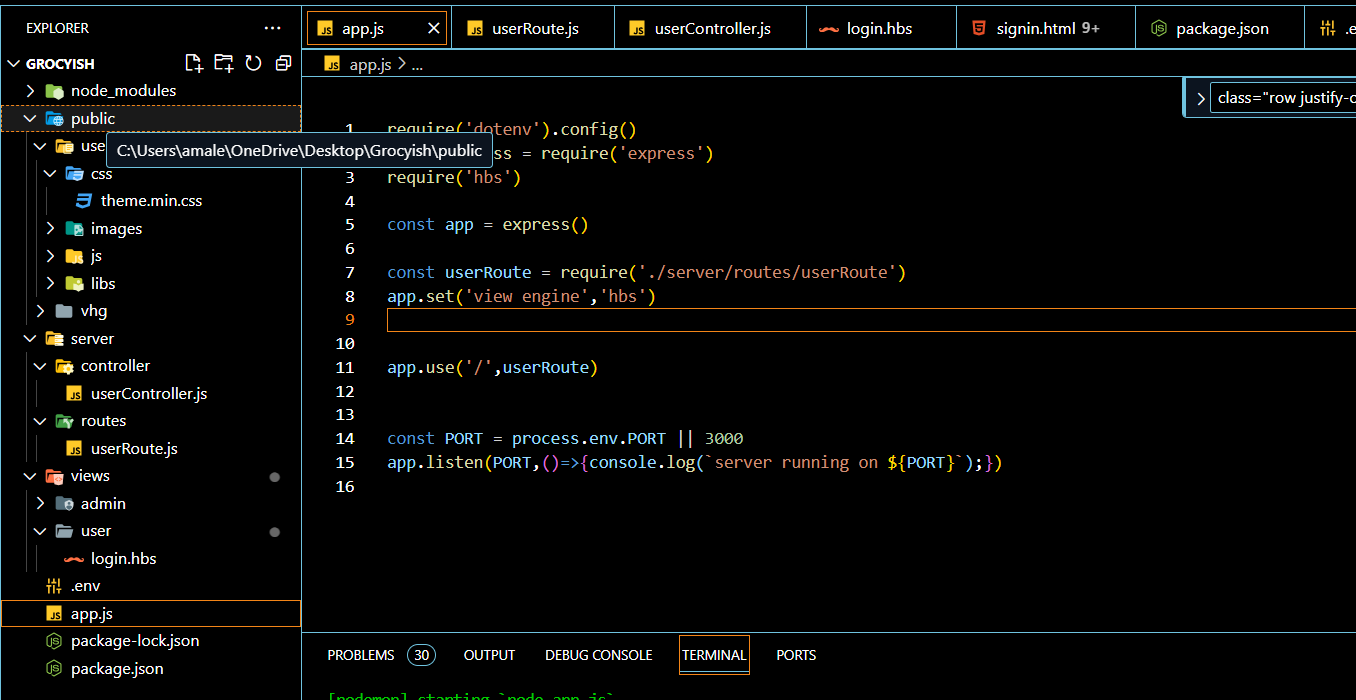 EXPLORER ...
app.js
userRoute.js
userController.js
login.hbs
signin.html 9+
package.json
.e
GROCYISH
app.js > ...
node_modules
public
use
C:\Users\amale\OneDrive\Desktop\Grocyish\public
css
theme.min.css
images
js
libs
vhg
server
controller
userController.js
routes
userRoute.js
views
admin
user
login.hbs
.env
app.js
package-lock.json
package.json
class="row justify-c
1 require('dotenv').config()
ss = require('express')
3 require('hbs')
4
5 const app = express()
6
7 const userRoute = require('./server/routes/userRoute')
8 app.set('view engine','hbs')
9
10
11 app.use('/',userRoute)
12
13
14 const PORT = process.env.PORT || 3000
15 app.listen(PORT,()=>{console.log(`server running on ${PORT}`);})
16
PROBLEMS 30 OUTPUT DEBUG CONSOLE TERMINAL PORTS
[nodemon] starting `node app.js`